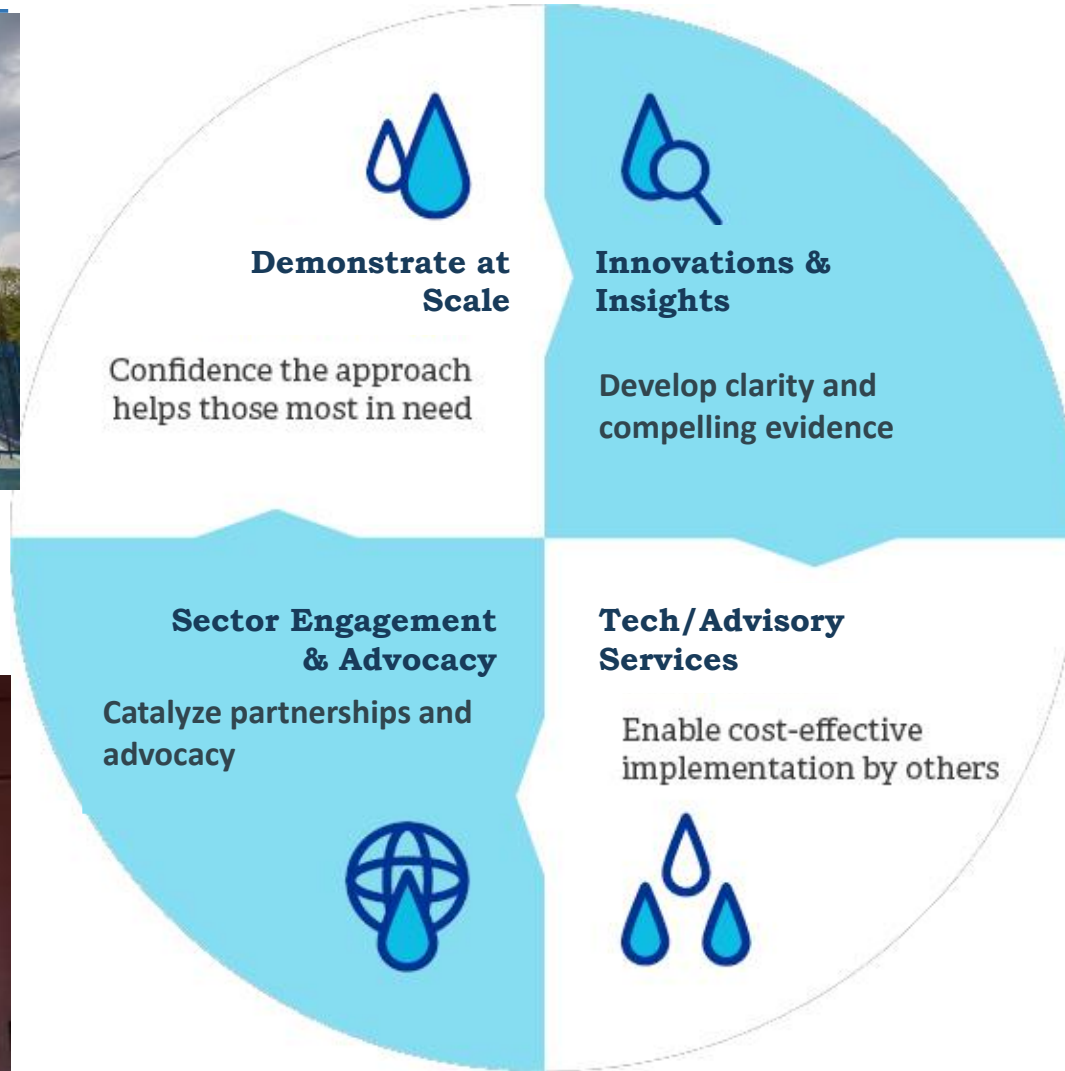 Demonstrate at
Scale
Confidence the approach
helps those most in need
Innovations &
Insights
Develop clarity and
compelling evidence
Sector Engagement
& Advocacy
Catalyze partnerships and
advocacy
Tech/Advisory
Services
Enable cost-effective
implementation by others